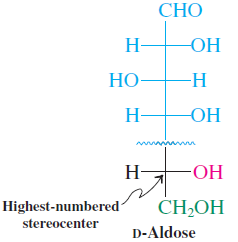 CHO
H OH
HO H
H OH
H OH
CH₂OH
Highest-numbered
stereocenter
D-Aldose